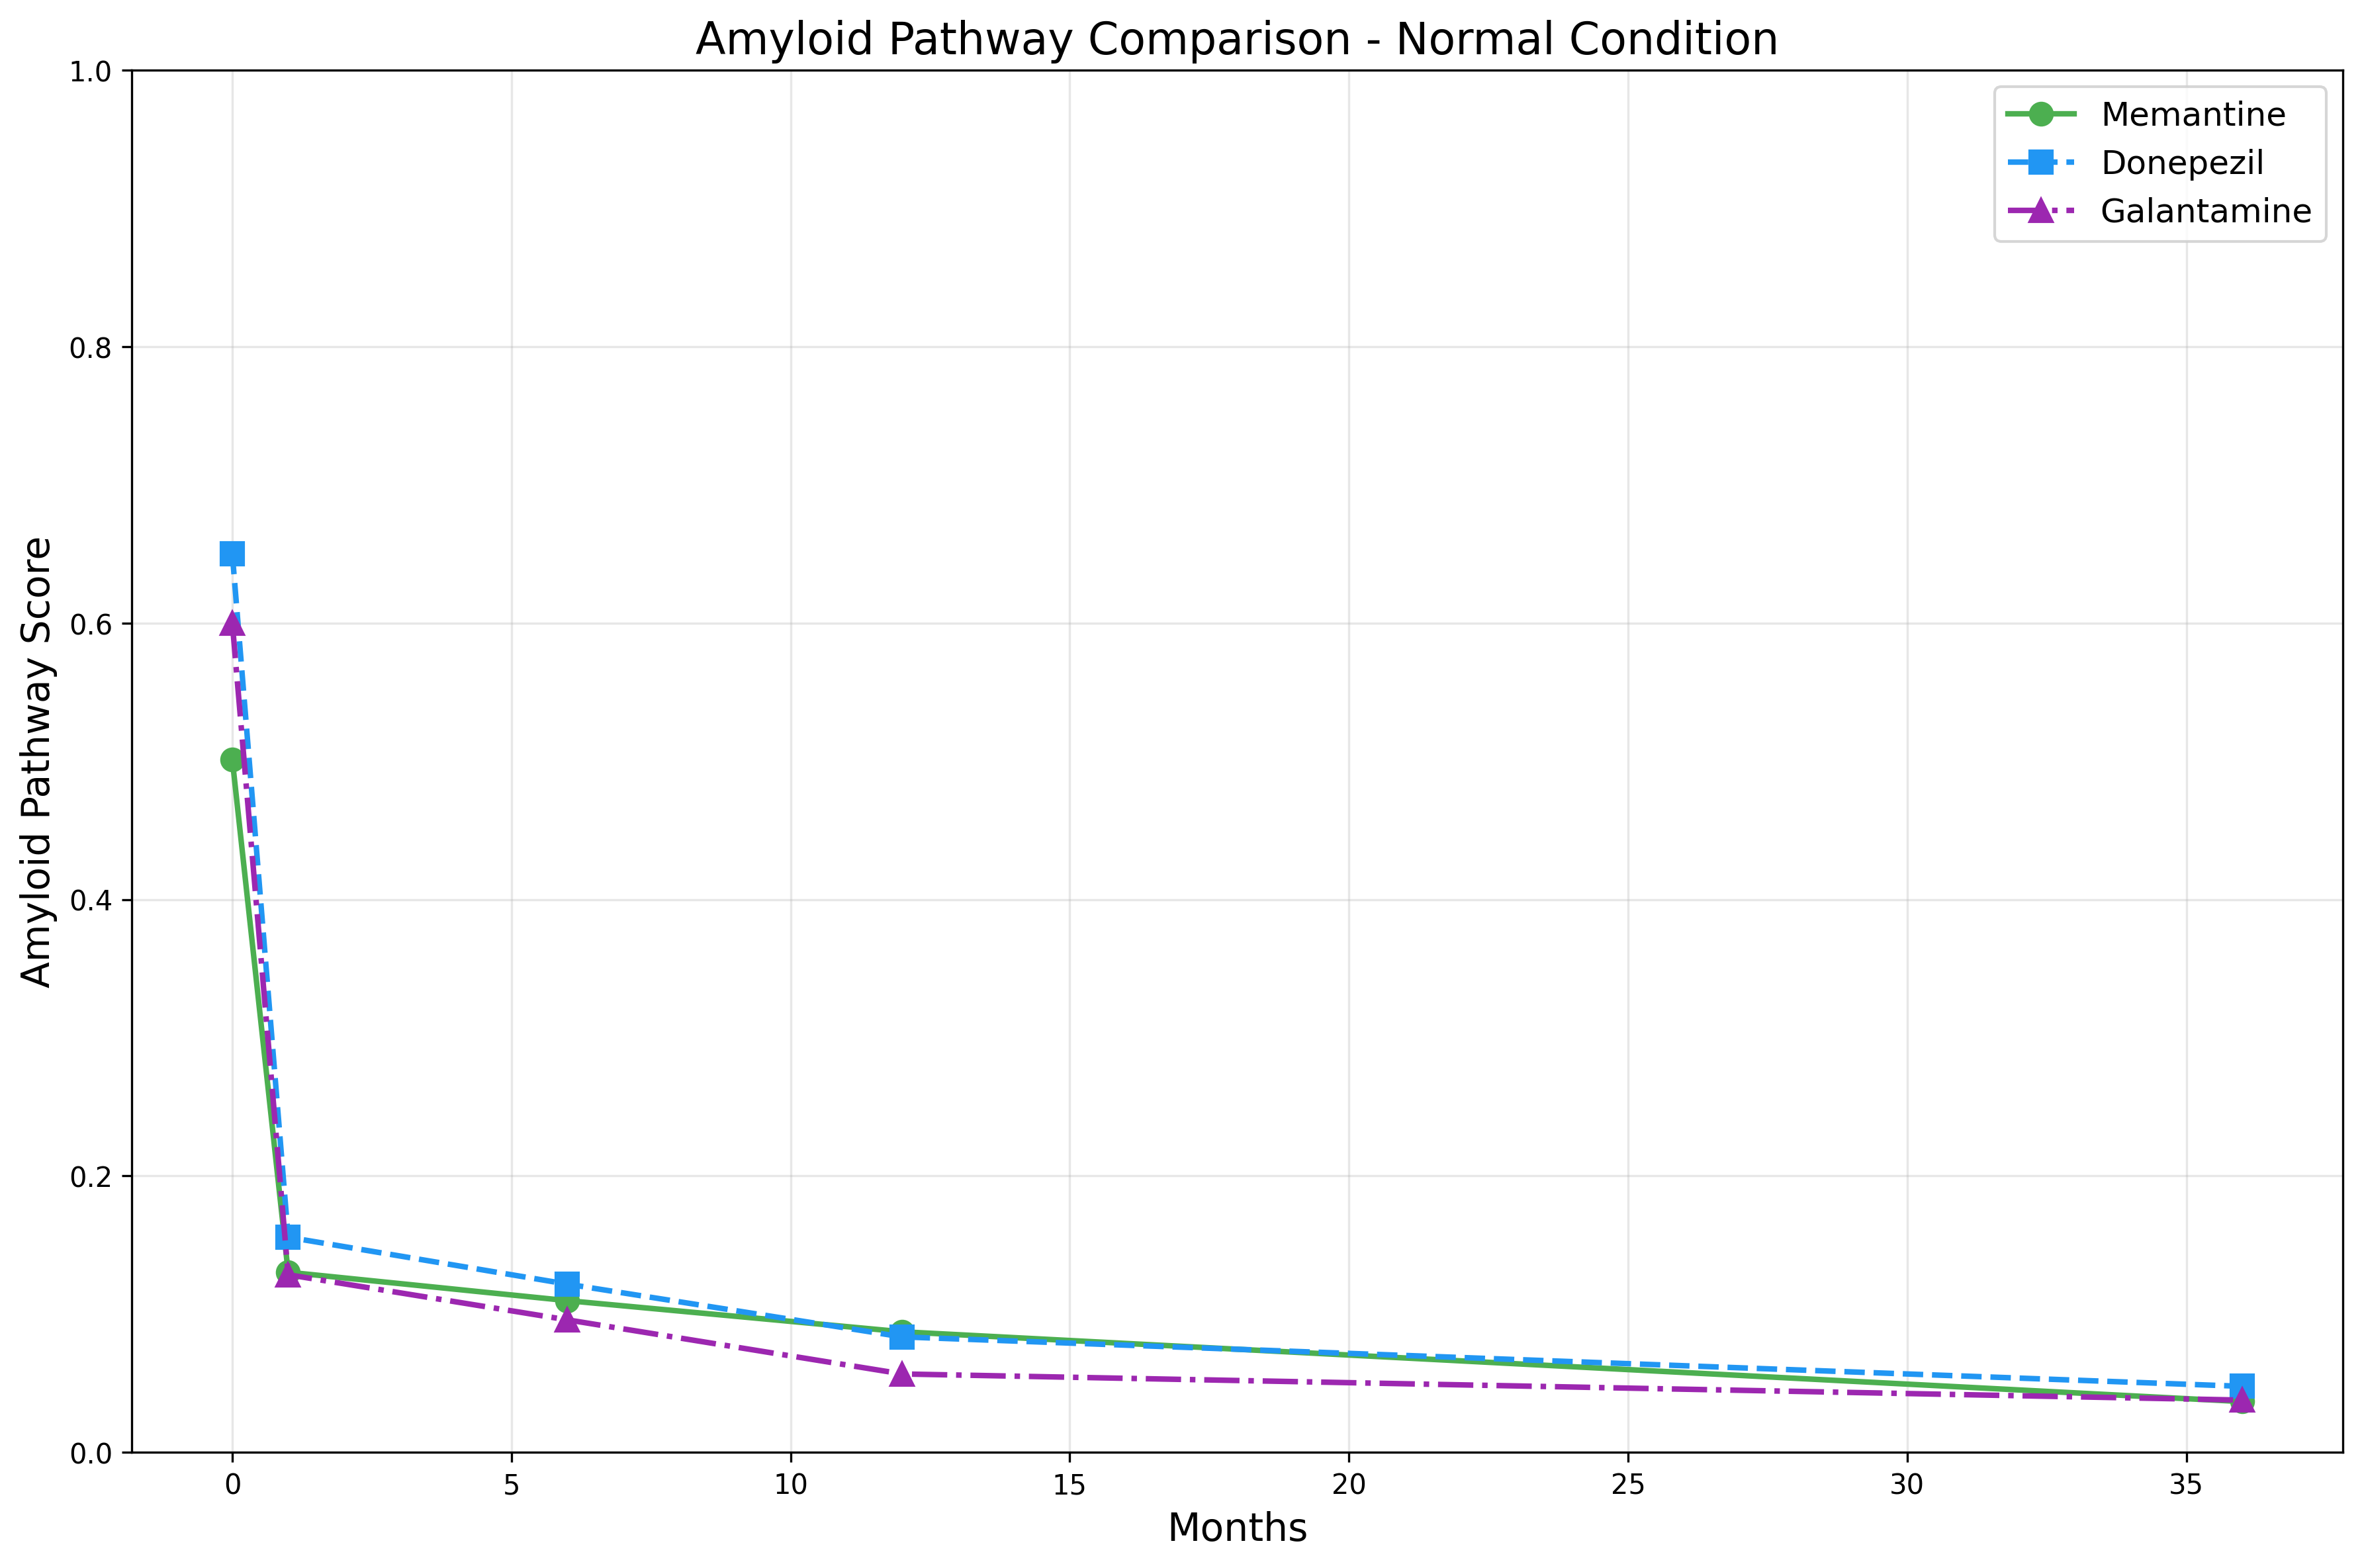 Amyloid Pathway Comparison - Normal Condition
1.0
0.8
0.6
0.4
0.2
0.0
Amyloid Pathway Score
Memantine
Donepezil
Galantamine
0 5 10 15 20 25 30 35
Months